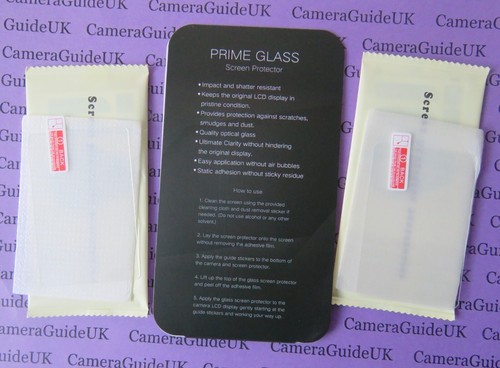 CameraGuideUK CameraGuideUK
GuideUK
PRIME GLASS
Screen Protector
• Impact and shatter resistant
• Keeps the original LCD display in
pristine condition.
• Provides protection against scratches,
smudges and dust.
• Quality optical glass
• Ultimate Clarity without hindering
the original display.
• Easy application without air bubbles
• Static adhesion without sticky residue
How to use
1. Clean the screen using the provided
cleaning cloth and dust removal sticker if
needed. (Do not use alcohol or any other
solvent.)
2. Lay the screen protector onto the screen
without removing the adhesive film.
3. Apply the guide stickers to the bottom of
the camera and screen protector.
4. Lift up the top of the glass screen protector
and peel off the adhesive film.
5. Apply the glass screen protector to the
camera LCD display gently starting at the
guide stickers and working your way up.
Scre
BACK
Scre
BACK
GuideUK
CameraGuideUK
CameraGuideUK
CameraGuideUK